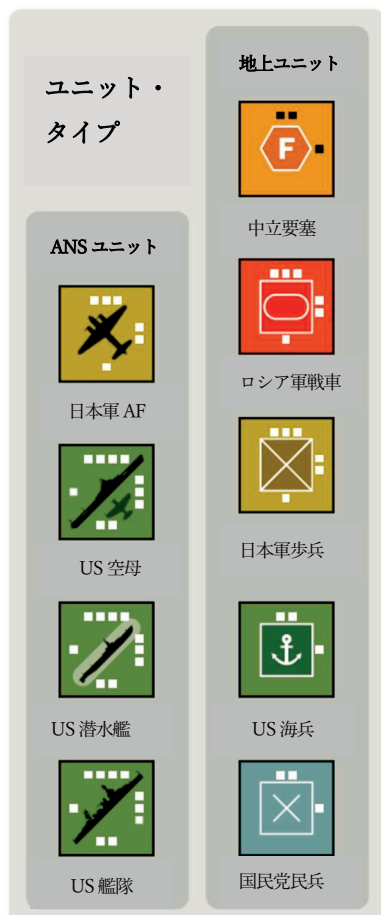 ユニット・
タイプ
ANS ユニット
日本軍 AF
US 空母
US 潜水艦
US 艦隊
地上ユニット
F
中立要塞
ロシア軍戦車
日本軍歩兵
US 海兵
国民党民兵